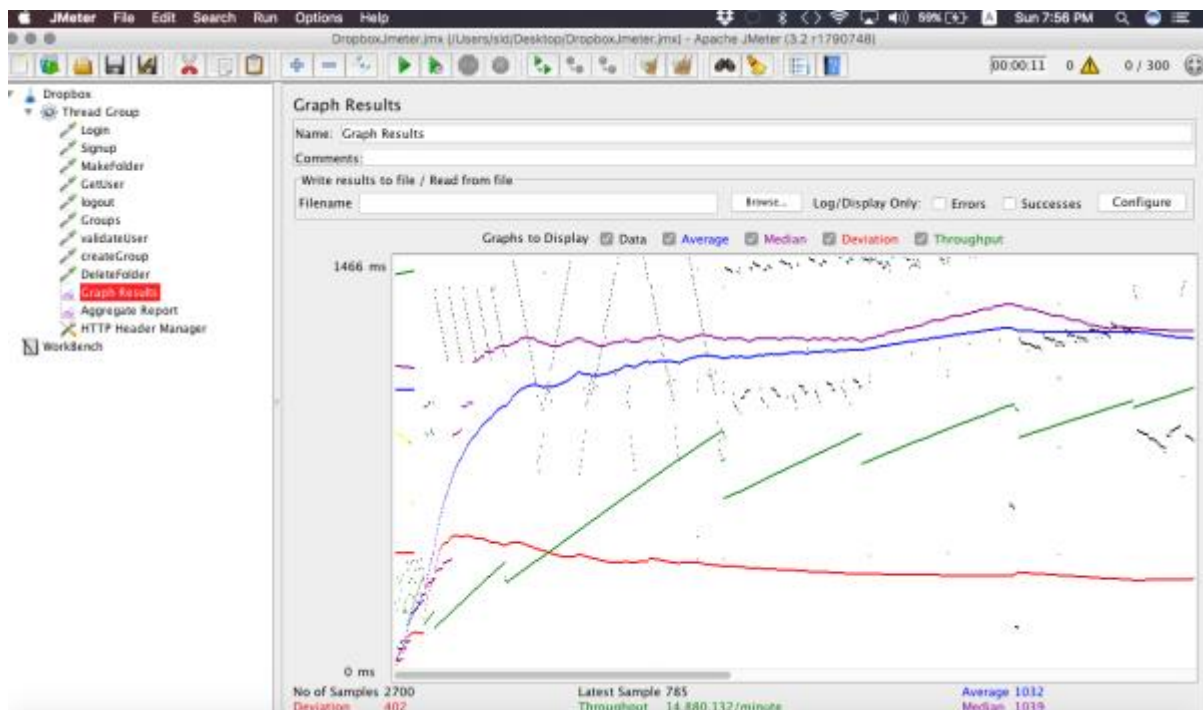 JMeter File Edit Search Run Options Help 59% Sun 7:56 PM
DropboxJmeter.jmx (/Users/sid/Desktop/DropboxJmeter.jmx) - Apache JMeter (3.2 r1790748)
00:00:11 0 0 / 300
Dropbox
Thread Group
Login
Signup
MakeFolder
GetUser
logout
Groups
validateUser
createGroup
DeleteFolder
Graph Results
Aggregate Report
HTTP Header Manager
WorkBench
Graph Results
Name: Graph Results
Comments:
Write results to file / Read from file
Filename Browse... Log/Display Only: Errors Successes Configure
Graphs to Display Data Average Median Deviation Throughput
1466 ms
0 ms
No of Samples 2700 Latest Sample 785 Average 1032
Deviation 402 Throughput 14,880.132/minute Median 1039